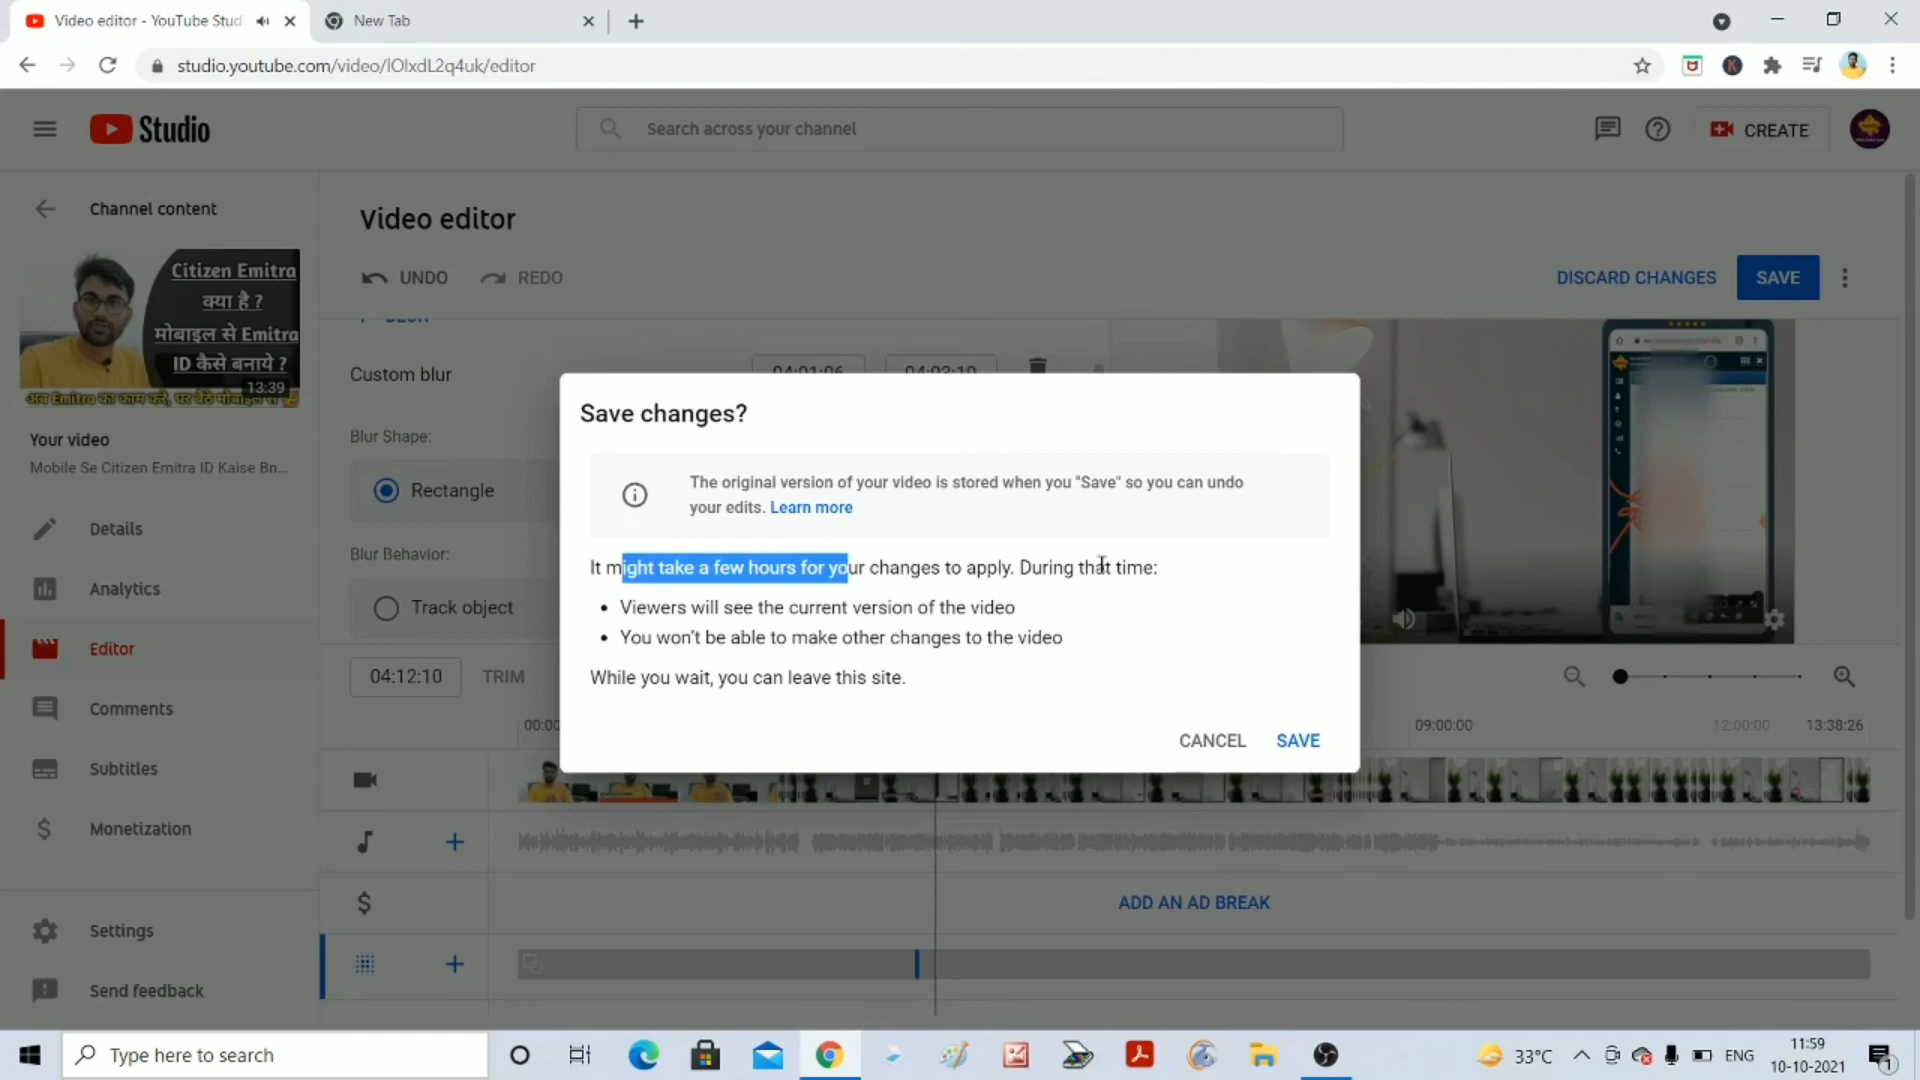 Video editor - YouTube Stud
New Tab
studio.youtube.com/video/lOlxdL2q4uk/editor
Studio
Search across your channel
CREATE
Channel content
Video editor
UNDO
REDO
DISCARD CHANGES
SAVE
Citizen Emitra
क्या है ?
मोबाइल से Emitra
ID कैसे बनाये ?
13:39
BLUR
Custom blur
04:01:06
04:03:19
Your video
Mobile Se Citizen Emitra ID Kaise Bn...
Blur Shape:
Rectangle
Blur Behavior:
Track object
Save changes?
The original version of your video is stored when you "Save" so you can undo
your edits. Learn more
It might take a few hours for your changes to apply. During that time:
• Viewers will see the current version of the video
• You won't be able to make other changes to the video
While you wait, you can leave this site.
CANCEL
SAVE
Details
Analytics
Editor
Comments
Subtitles
Monetization
Settings
Send feedback
04:12:10
TRIM
09:00:00
12:00:00
13:38:26
ADD AN AD BREAK
Type here to search
33°C
ENG
11:59
10-10-2021
1